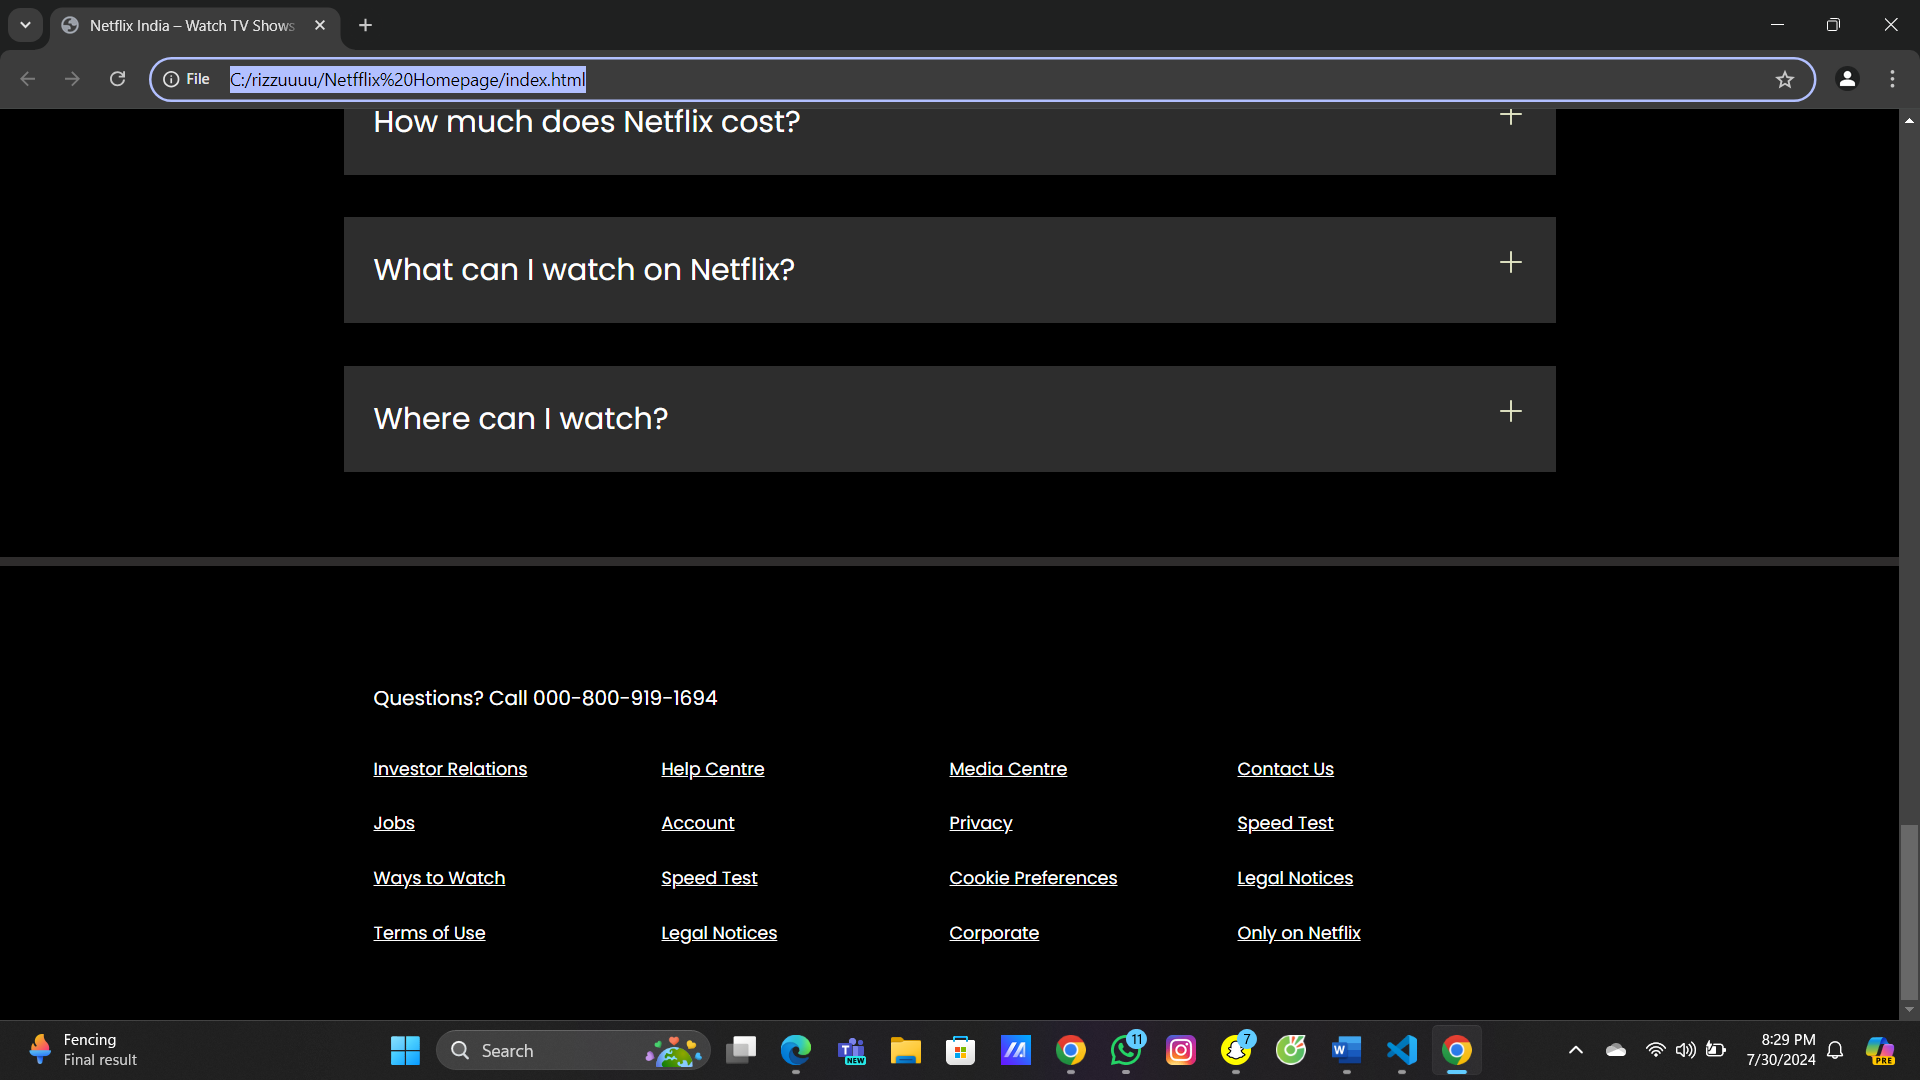 Netflix India – Watch TV Shows
File
C:/rizzuuuu/Netfflix%20Homepage/index.html
How much does Netflix cost?
What can I watch on Netflix?
Where can I watch?
Questions? Call 000-800-919-1694
Investor Relations Help Centre Media Centre Contact Us
Jobs Account Privacy Speed Test
Ways to Watch Speed Test Cookie Preferences Legal Notices
Terms of Use Legal Notices Corporate Only on Netflix
Fencing
Final result
Search
NEW
11
7
8:29 PM
7/30/2024
PRE